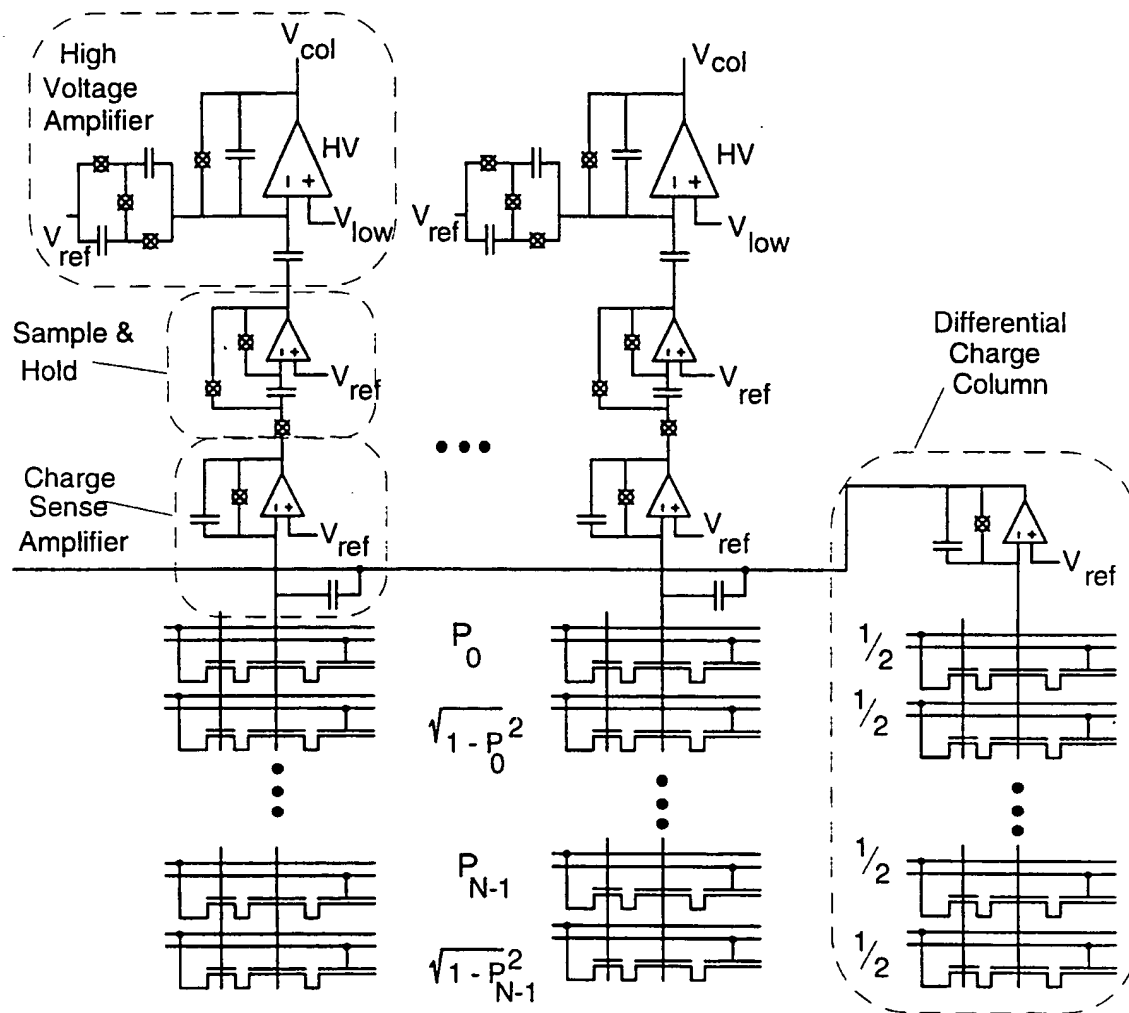 High
Voltage
Amplifier
V_col
HV
V_ref
V_low
V_col
HV
V_ref
V_low
Sample &
Hold
V_ref
V_ref
Differential
Charge
Column
Charge
Sense
Amplifier
V_ref
V_ref
V_ref
P_0
√1 - P_0^2
P_N-1
√1 - P_N-1^2
1/2
1/2
1/2
1/2